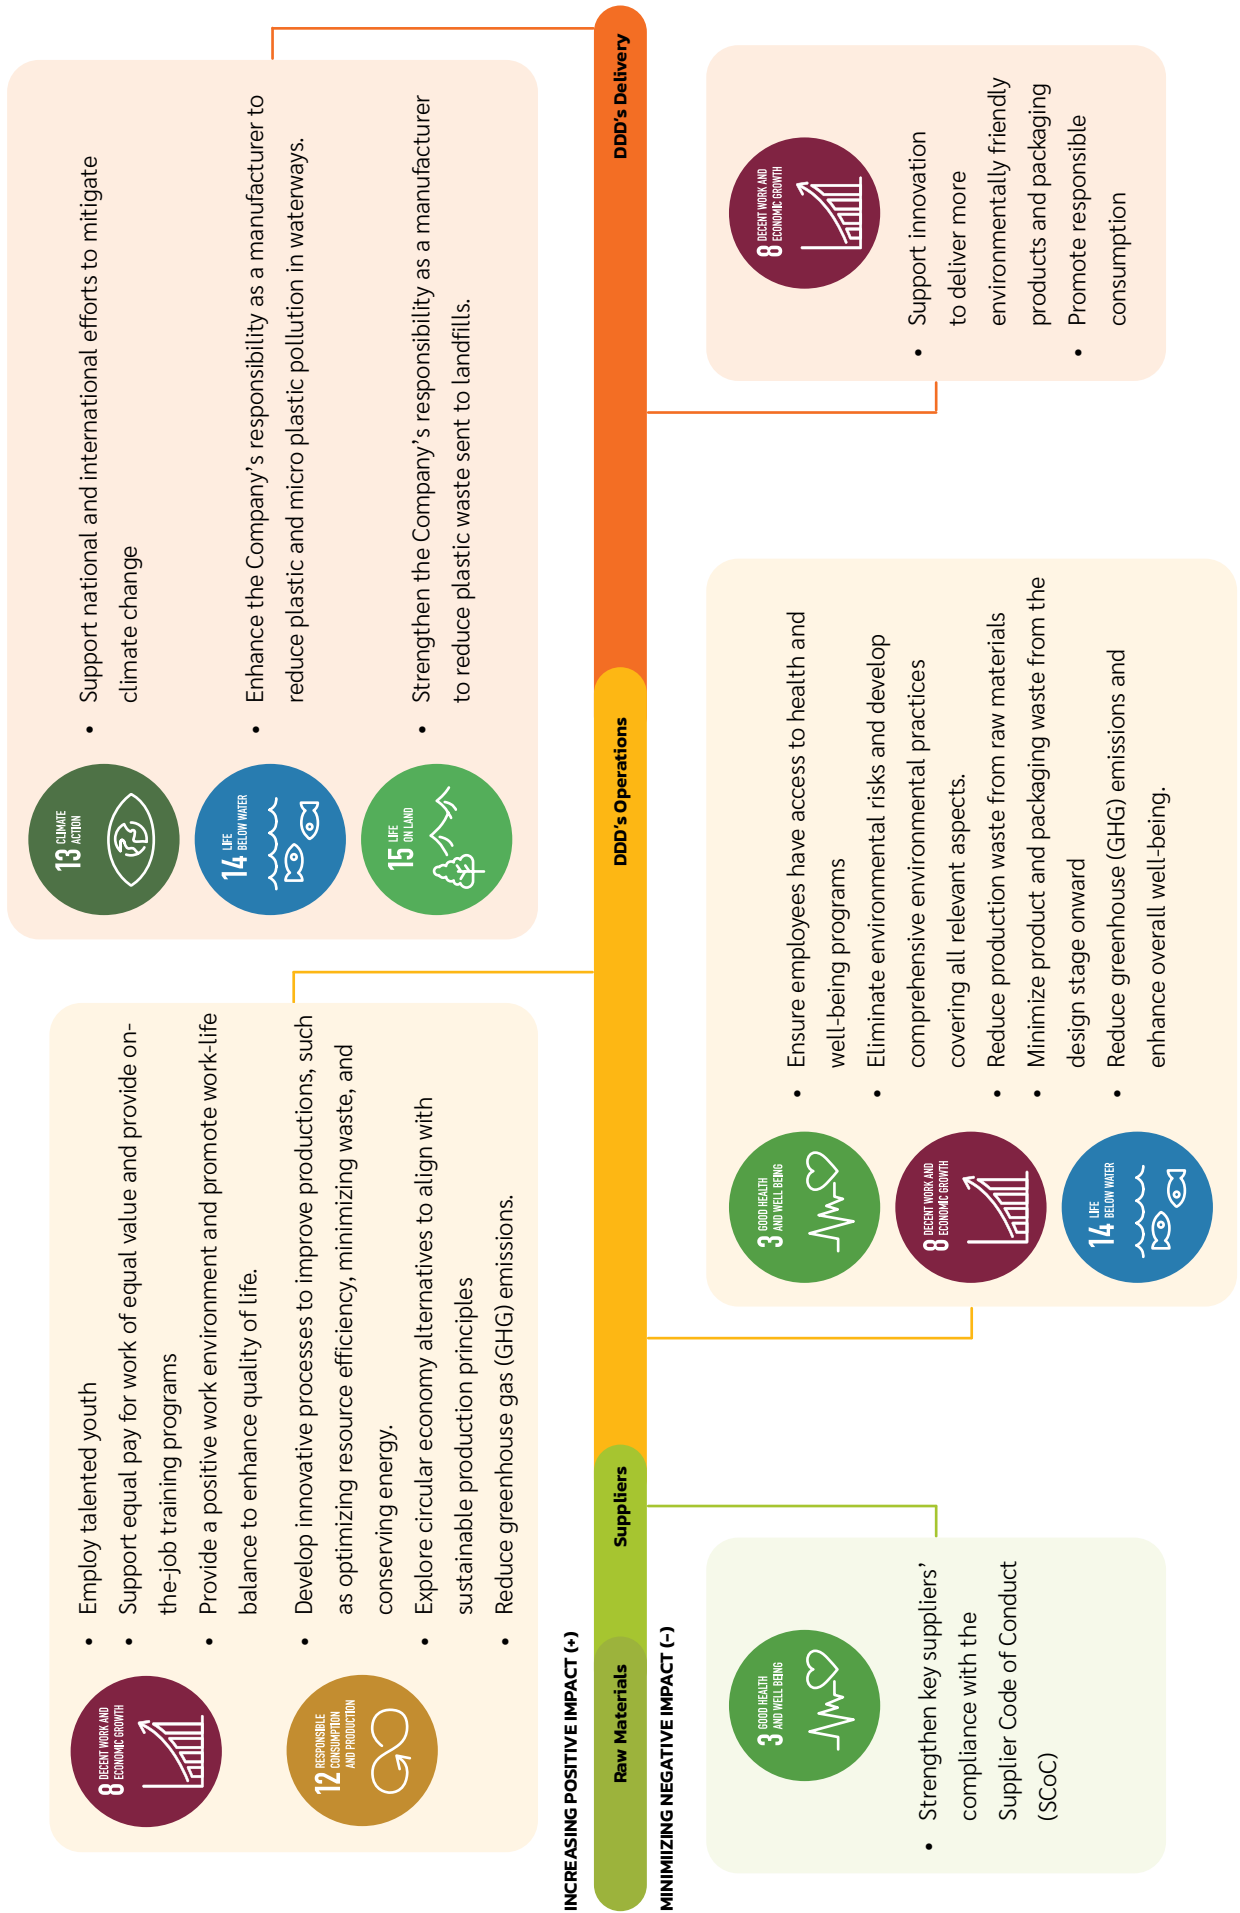 8 DECENT WORK AND
ECONOMIC GROWTH
• Employ talented youth
• Support equal pay for work of equal value and provide on-
the-job training programs
• Provide a positive work environment and promote work-life
balance to enhance quality of life.
12 RESPONSIBLE
CONSUMPTION
AND PRODUCTION
• Develop innovative processes to improve productions, such
as optimizing resource efficiency, minimizing waste, and
conserving energy.
• Explore circular economy alternatives to align with
sustainable production principles
• Reduce greenhouse gas (GHG) emissions.
13 CLIMATE
ACTION
• Support national and international efforts to mitigate
climate change
14 LIFE
BELOW WATER
• Enhance the Company's responsibility as a manufacturer to
reduce plastic and micro plastic pollution in waterways.
15 LIFE
ON LAND
• Strengthen the Company's responsibility as a manufacturer
to reduce plastic waste sent to landfills.
INCREASING POSITIVE IMPACT (+)
Raw Materials
Suppliers
DDD's Operations
DDD's Delivery
MINIMIIZING NEGATIVE IMPACT (-)
3 GOOD HEALTH
AND WELL BEING
• Strengthen key suppliers'
compliance with the
Supplier Code of Conduct
(SCoC)
3 GOOD HEALTH
AND WELL BEING
8 DECENT WORK AND
ECONOMIC GROWTH
14 LIFE
BELOW WATER
• Ensure employees have access to health and
well-being programs
• Eliminate environmental risks and develop
comprehensive environmental practices
covering all relevant aspects.
• Reduce production waste from raw materials
• Minimize product and packaging waste from the
design stage onward
• Reduce greenhouse (GHG) emissions and
enhance overall well-being.
8 DECENT WORK AND
ECONOMIC GROWTH
• Support innovation
to deliver more
environmentally friendly
products and packaging
• Promote responsible
consumption